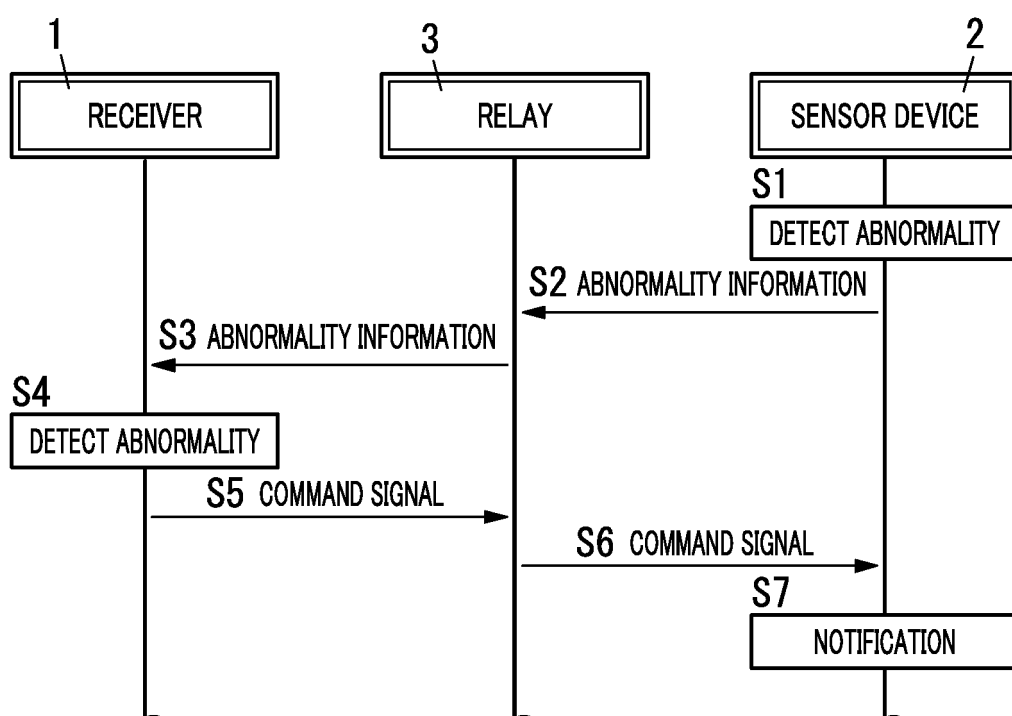 1
3
2
RECEIVER
RELAY
SENSOR DEVICE
S1
DETECT ABNORMALITY
S2 ABNORMALITY INFORMATION
S3 ABNORMALITY INFORMATION
S4
DETECT ABNORMALITY
S5 COMMAND SIGNAL
S6 COMMAND SIGNAL
S7
NOTIFICATION